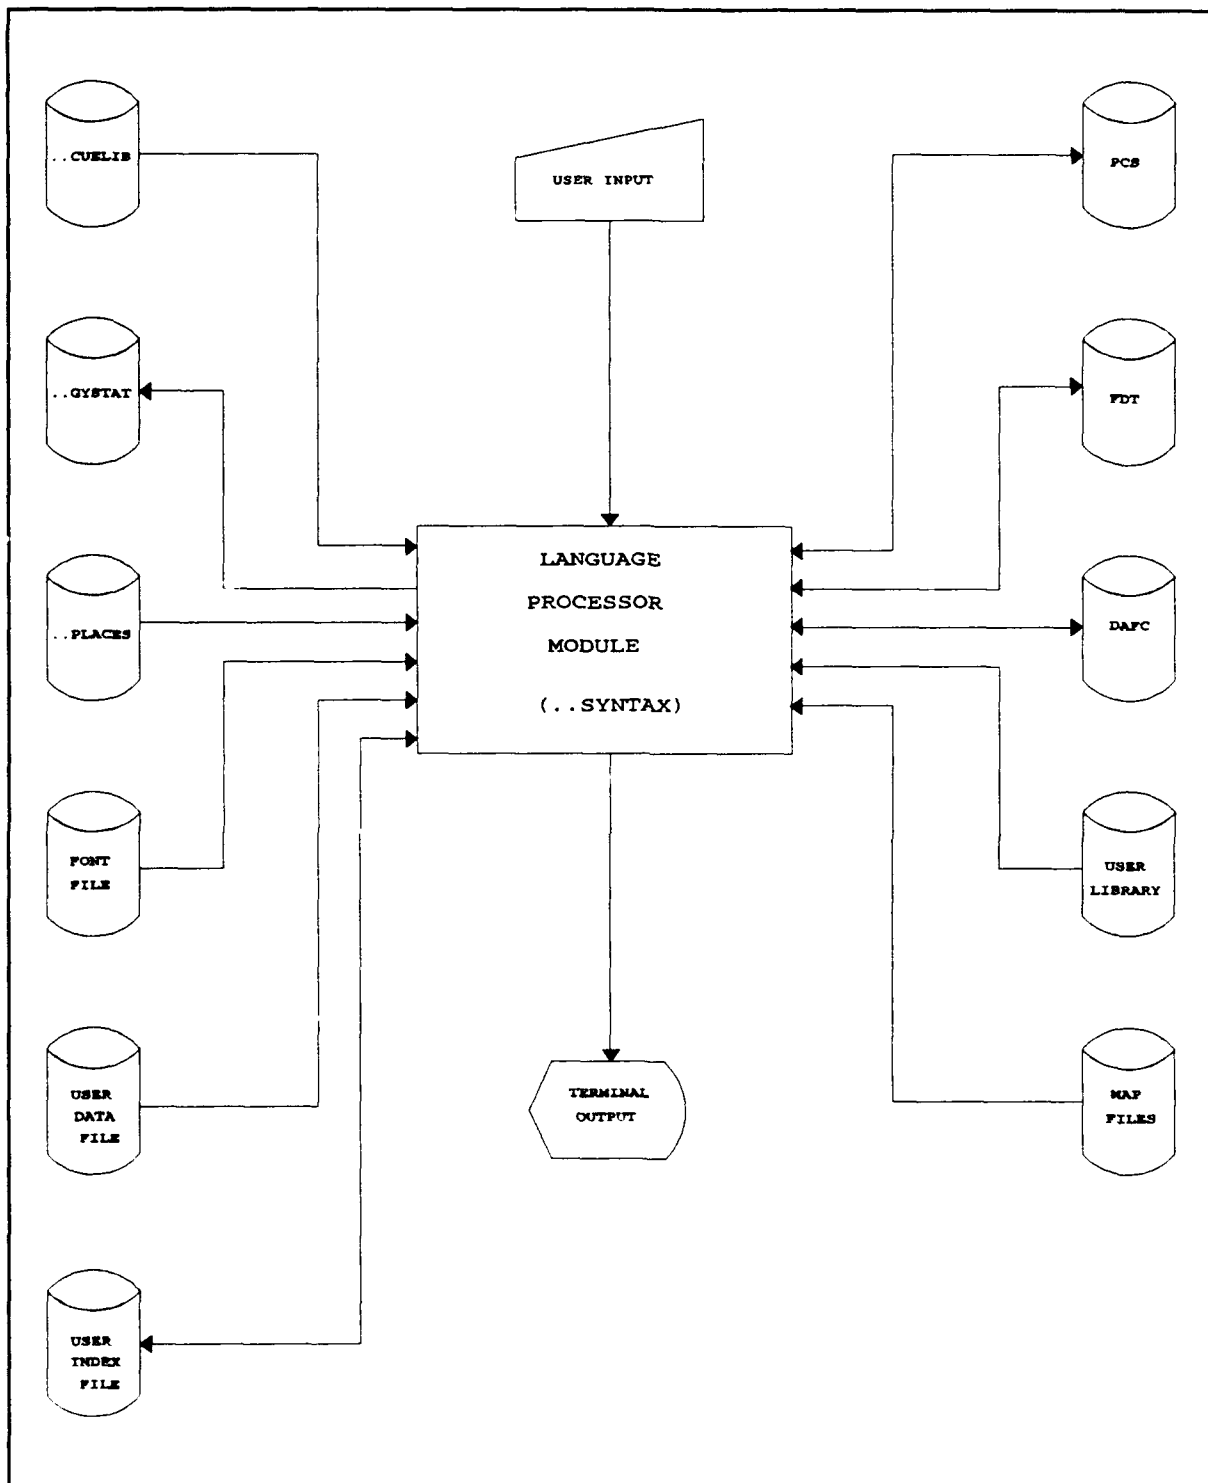 ..CUELIB
USER INPUT
PCS
..GYSTAT
FDT
LANGUAGE
PROCESSOR
MODULE
(..SYNTAX)
..PLACES
DAFC
FONT
FILE
USER
LIBRARY
USER
DATA
FILE
TERMINAL
OUTPUT
MAP
FILES
USER
INDEX
FILE